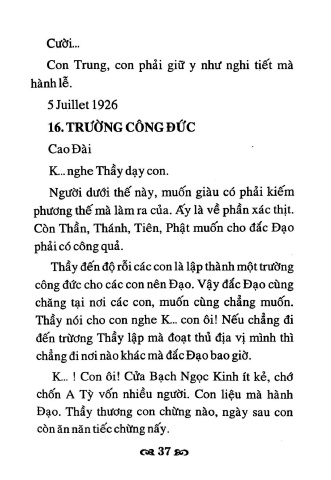 Cười...
Con Trung, con phải giữ y như nghi tiết mà
hành lễ.
5 Juillet 1926
16. TRƯỜNG CÔNG ĐỨC
Cao Đài
K... nghe Thầy dạy con.
Người dưới thế này, muốn giàu có phải kiếm
phương thế mà làm ra của. Ấy là về phần xác thịt.
Còn Thần, Thánh, Tiên, Phật muốn cho đắc Đạo
phải có công quả.
Thầy đến độ rỗi các con là lập thành một trường
công đức cho các con nên Đạo. Vậy đắc Đạo cùng
chăng tại nơi các con, muốn cùng chẳng muốn.
Thầy nói cho con nghe K... con ôi! Nếu chẳng đi
đến trương Thầy lập mà đoạt thủ địa vị mình thì
chẳng đi nơi nào khác mà đắc Đạo bao giờ.
K... ! Con ôi! Cửa Bạch Ngọc Kinh ít kẻ, chớ
chốn A Tỳ vốn nhiều người. Con liệu mà hành
Đạo. Thầy thương con chừng nào, ngày sau con
còn ăn năn tiếc chừng nấy.
37